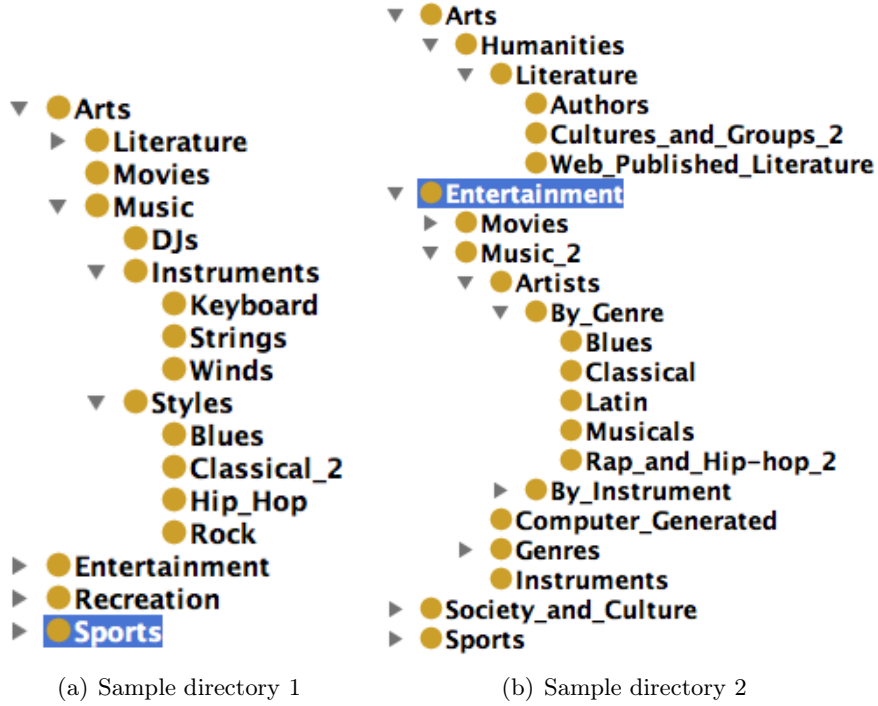 Arts
Literature
Movies
Music
DJs
Instruments
Keyboard
Strings
Winds
Styles
Blues
Classical_2
Hip_Hop
Rock
Entertainment
Recreation
Sports
(a) Sample directory 1
Arts
Humanities
Literature
Authors
Cultures_and_Groups_2
Web_Published_Literature
Entertainment
Movies
Music_2
Artists
By_Genre
Blues
Classical
Latin
Musicals
Rap_and_Hip-hop_2
By_Instrument
Computer_Generated
Genres
Instruments
Society_and_Culture
Sports
(b) Sample directory 2